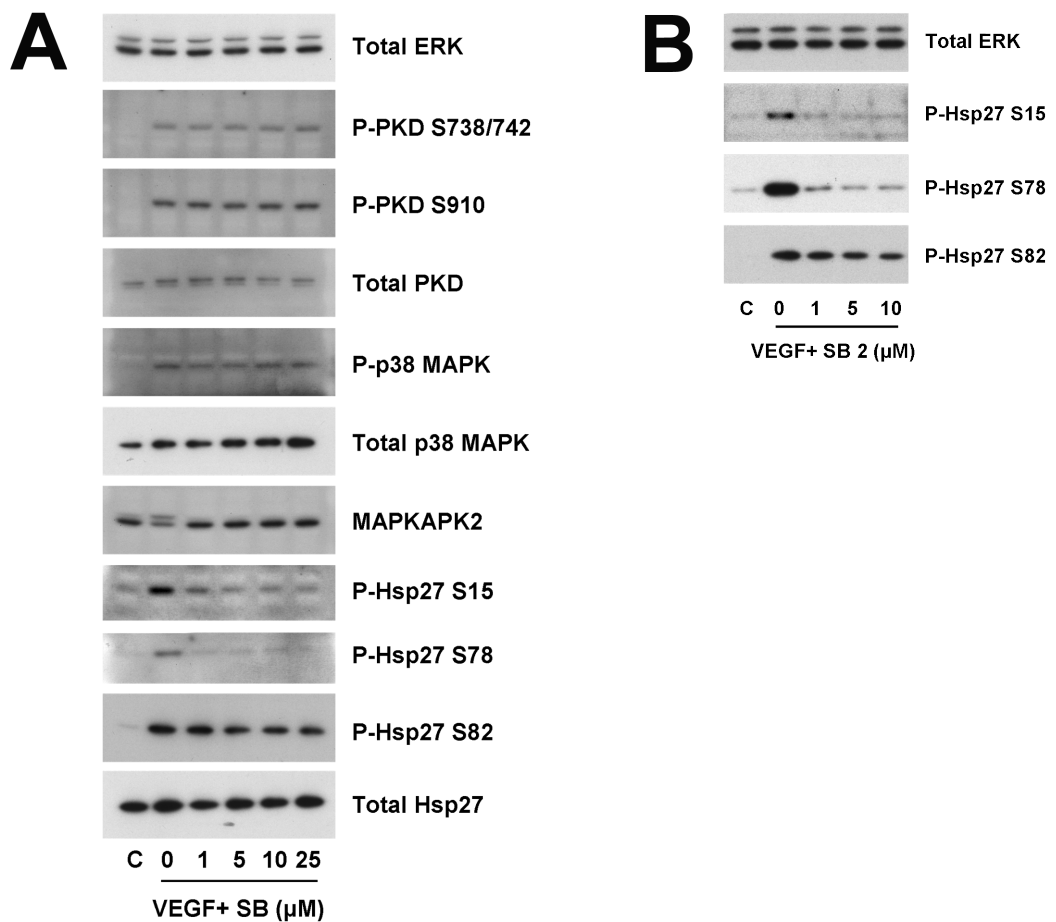 A
Total ERK
P-PKD S738/742
P-PKD S910
Total PKD
P-p38 MAPK
Total p38 MAPK
MAPKAPK2
P-Hsp27 S15
P-Hsp27 S78
P-Hsp27 S82
Total Hsp27
C 0 1 5 10 25
VEGF+ SB (µM)
B
Total ERK
P-Hsp27 S15
P-Hsp27 S78
P-Hsp27 S82
C 0 1 5 10
VEGF+ SB 2 (µM)